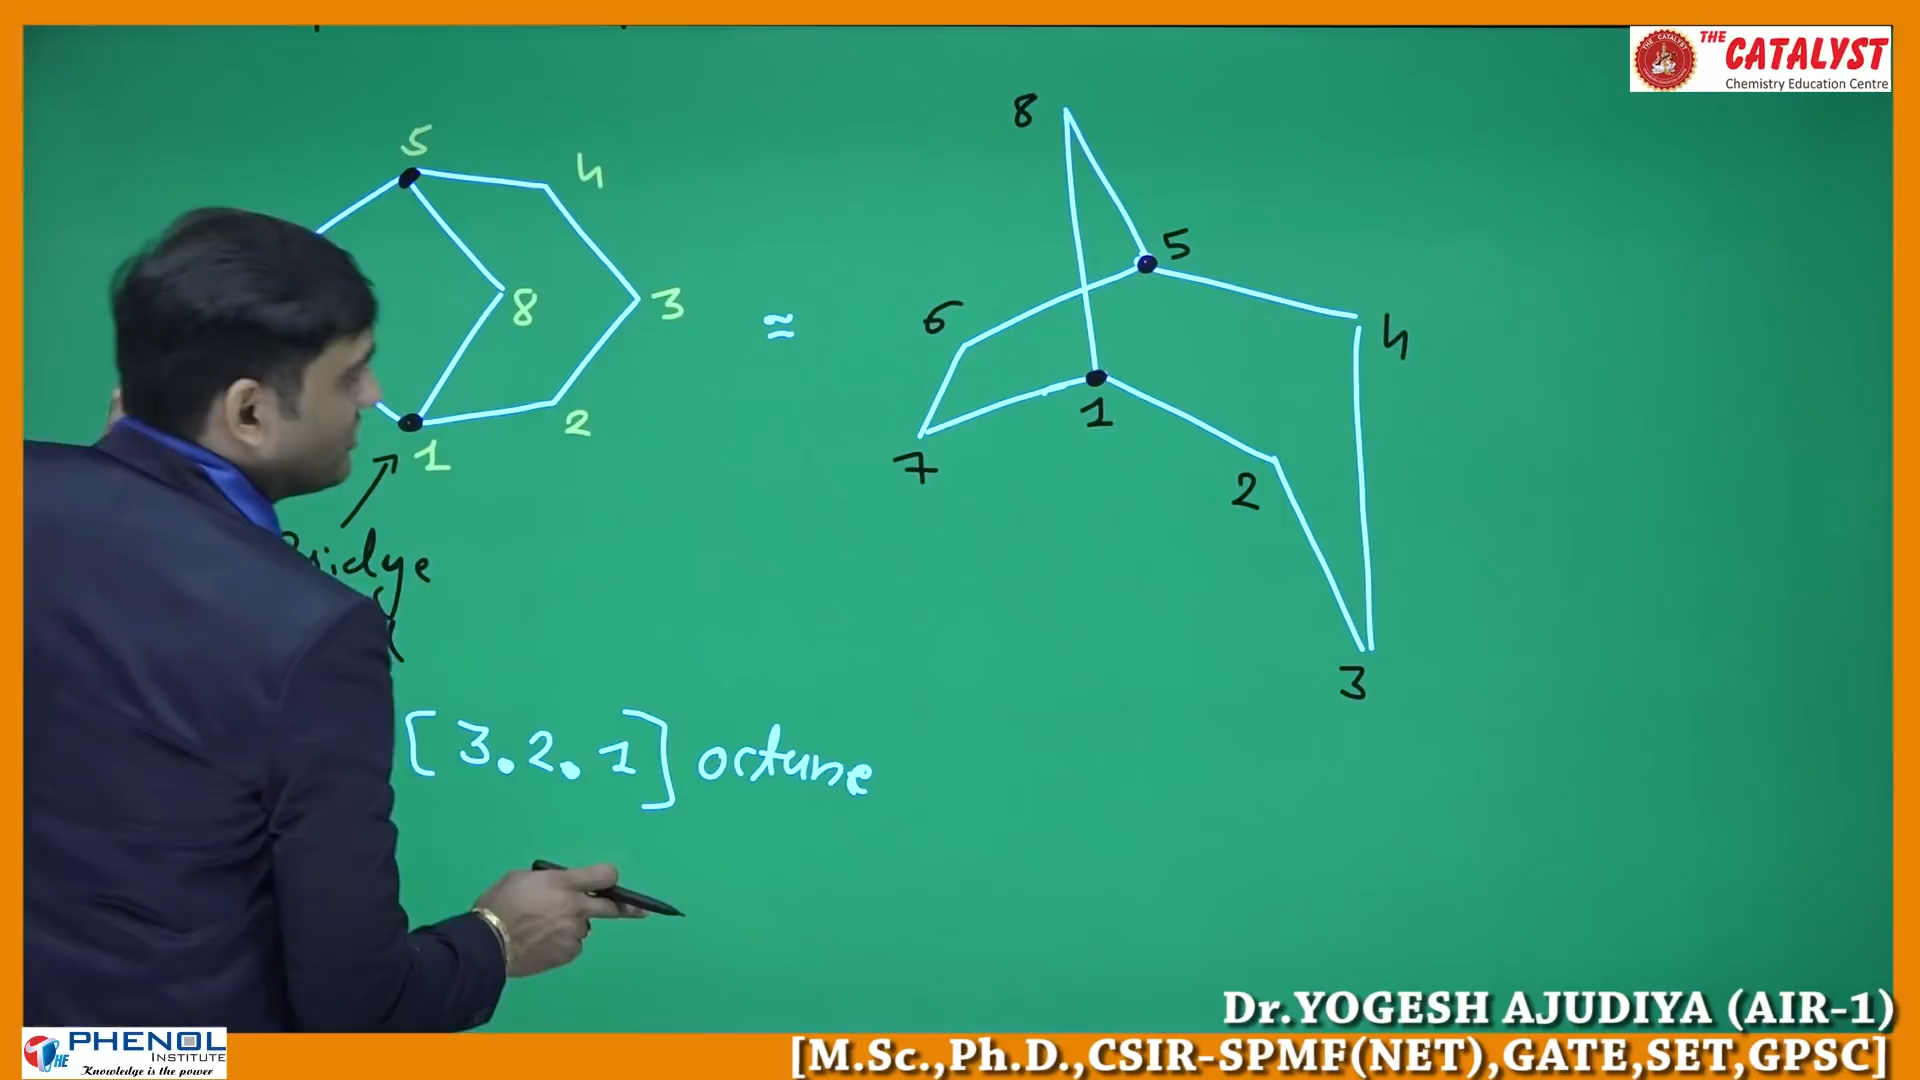 THE
CATALYST
Chemistry Education Centre
5
4
8
3
1
2
≈
8
5
6
4
1
7
2
3
[3.2.1] octane
Dr.YOGESH AJUDIYA (AIR-1)
[M.Sc.,Ph.D.,CSIR-SPMF(NET),GATE,SET,GPSC]
THE PHENOL
INSTITUTE
Knowledge is the power